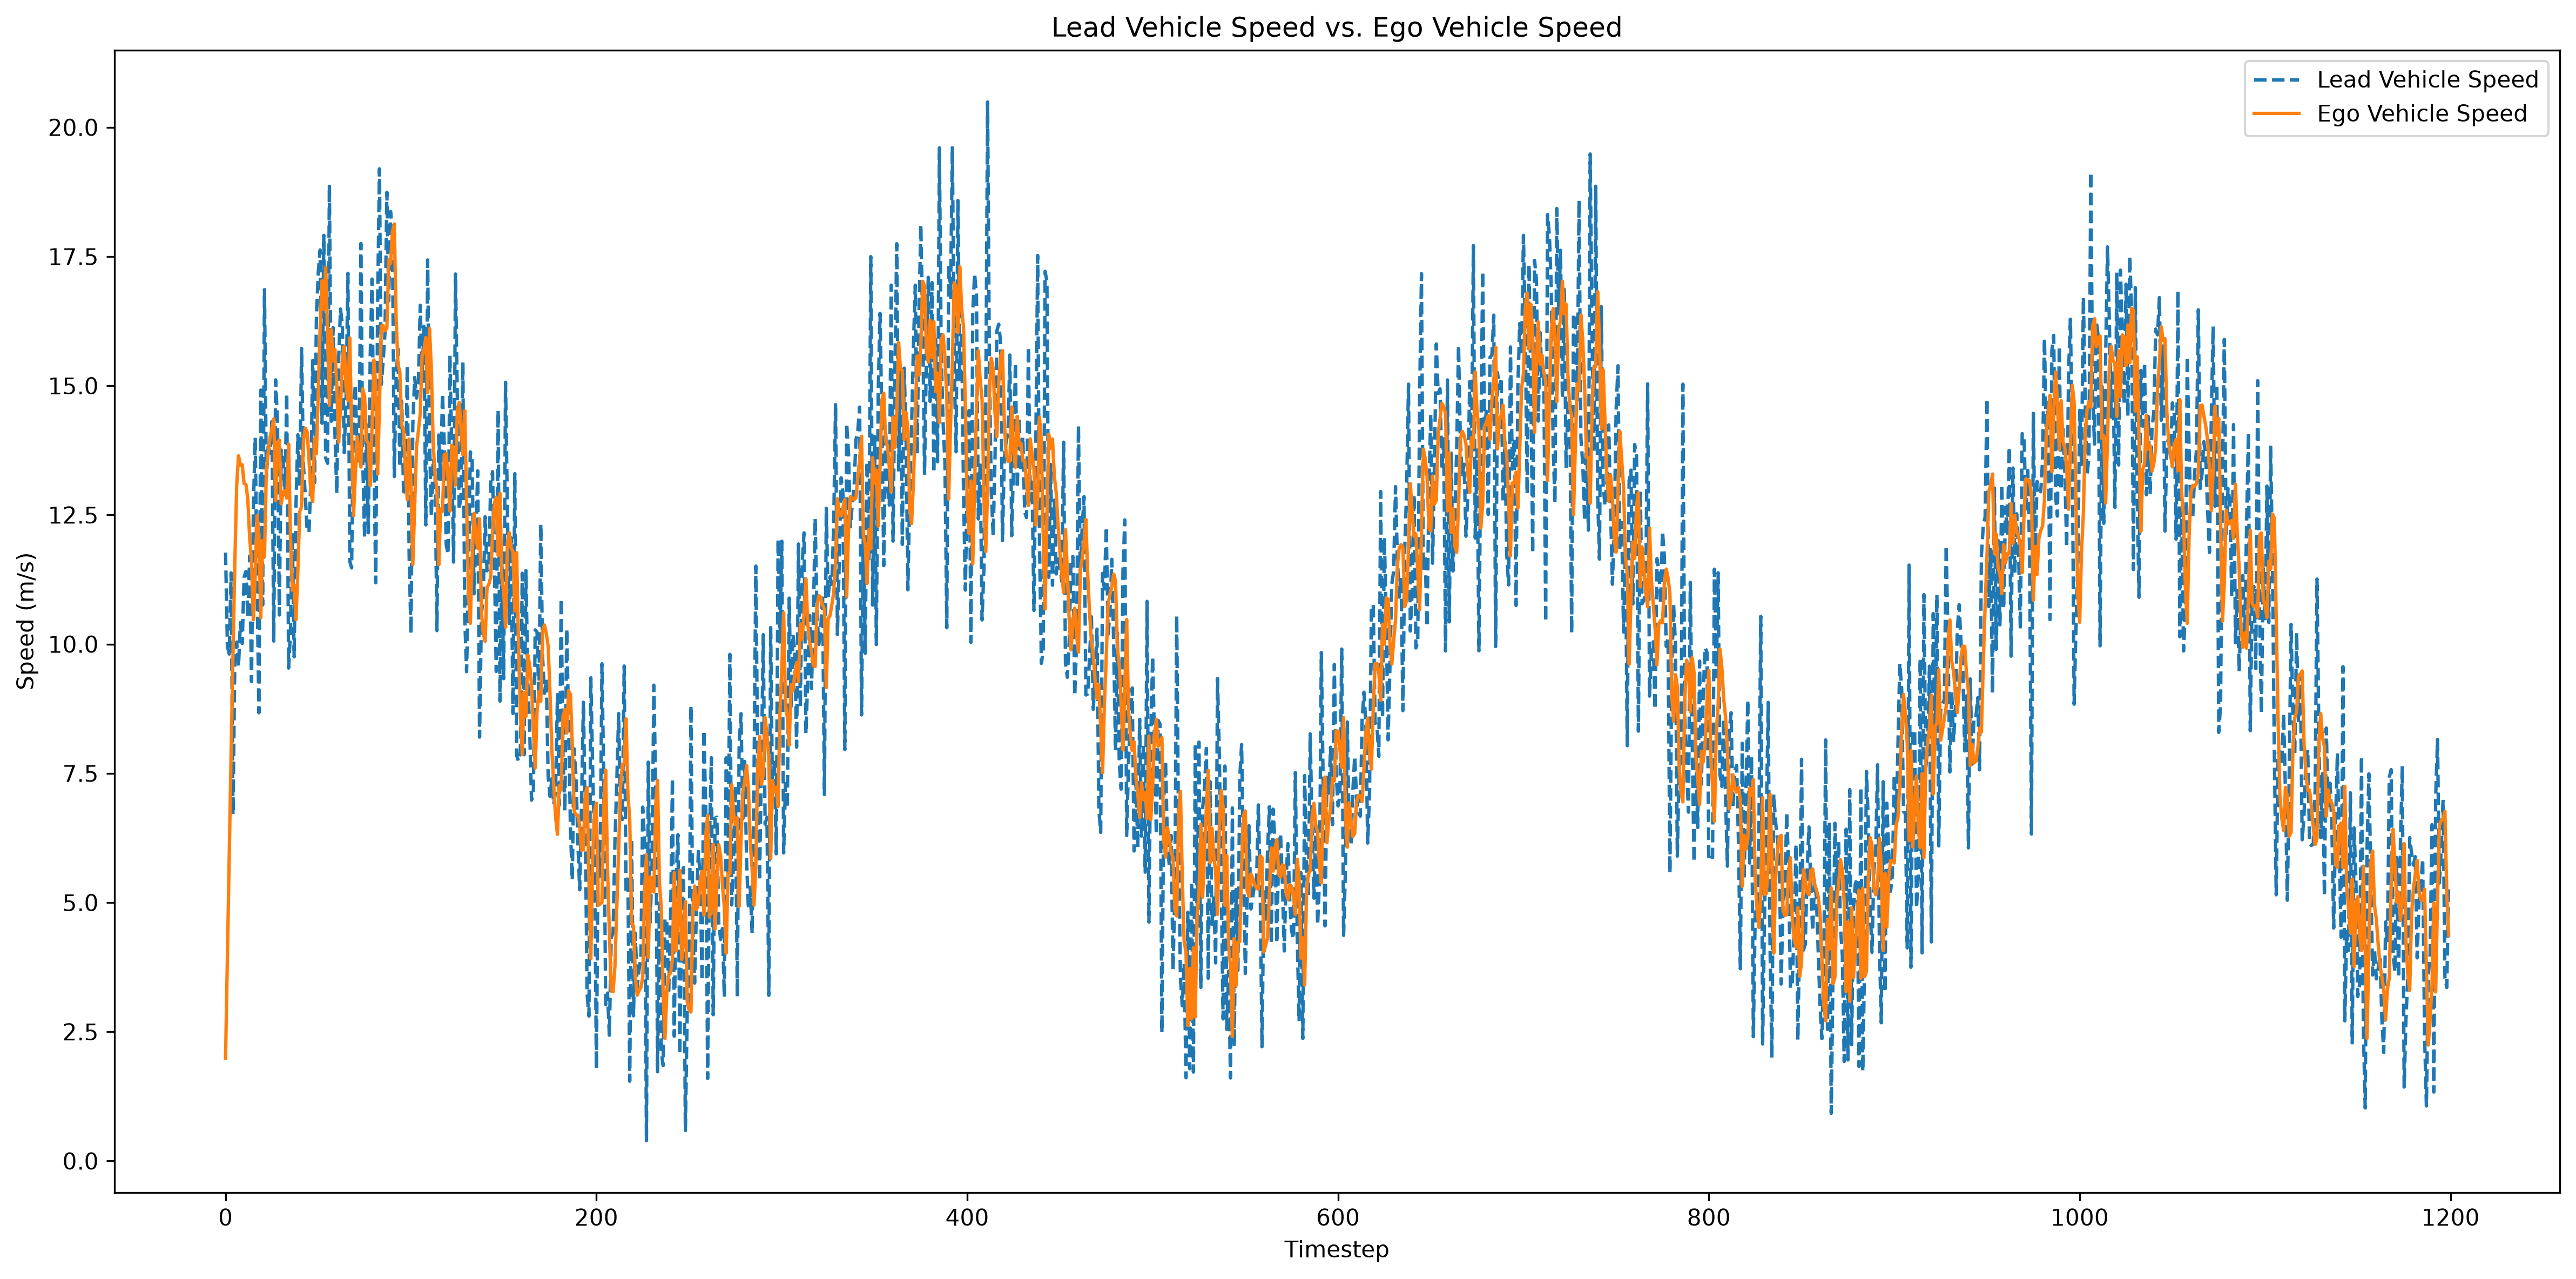 Lead Vehicle Speed vs. Ego Vehicle Speed
Lead Vehicle Speed
Ego Vehicle Speed
20.0
17.5
15.0
12.5
10.0
7.5
5.0
2.5
0.0
Speed (m/s)
0 200 400 600 800 1000 1200
Timestep